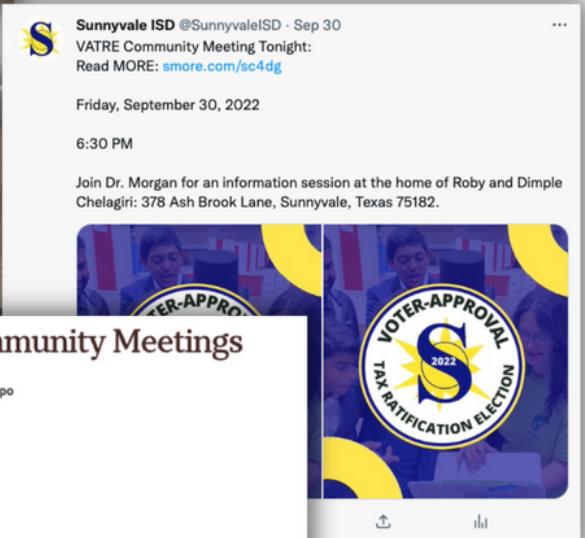 Sunnyvale ISD @SunnyvaleISD · Sep 30
VATRE Community Meeting Tonight:
Read MORE: smore.com/sc4dg
Friday, September 30, 2022
6:30 PM
Join Dr. Morgan for an information session at the home of Roby and Dimple
Chelagiri: 378 Ash Brook Lane, Sunnyvale, Texas 75182.
TER-APPRO
VOTER-APPROVAL
S
2022
TAX RATIFICATION ELECTION
mmunity Meetings
po